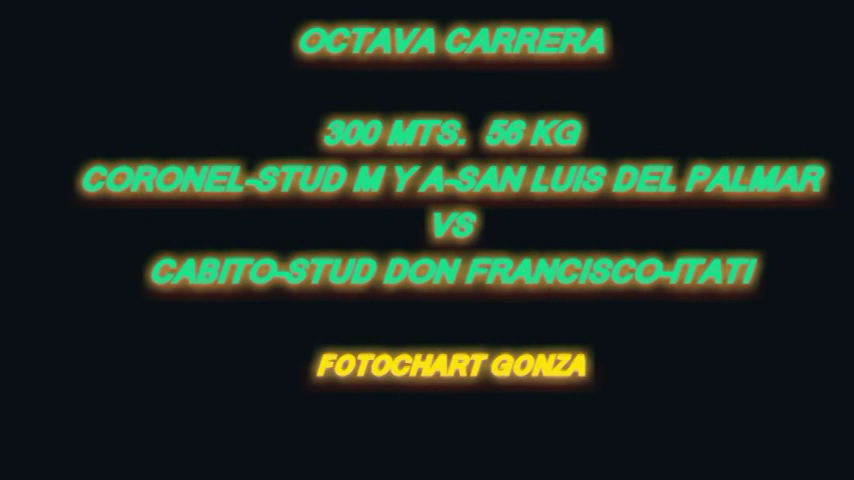 OCTAVA CARRERA
300 MTS. 56 KG
CORONEL-STUD M Y A-SAN LUIS DEL PALMAR
VS
CABITO-STUD DON FRANCISCO-ITATI
FOTOCHART GONZA